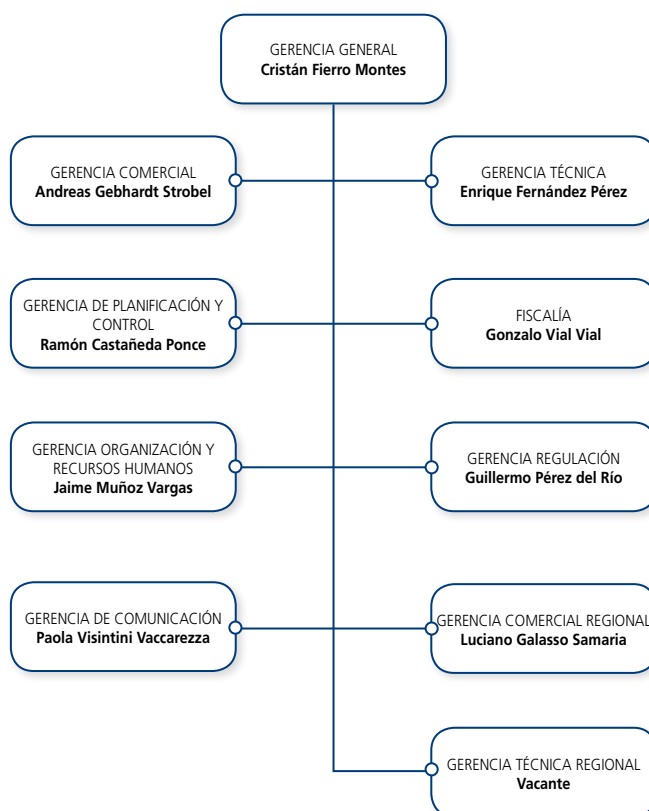 GERENCIA GENERAL
Cristán Fierro Montes
GERENCIA COMERCIAL
Andreas Gebhardt Strobel
GERENCIA TÉCNICA
Enrique Fernández Pérez
GERENCIA DE PLANIFICACIÓN Y
CONTROL
Ramón Castañeda Ponce
FISCALÍA
Gonzalo Vial Vial
GERENCIA ORGANIZACIÓN Y
RECURSOS HUMANOS
Jaime Muñoz Vargas
GERENCIA REGULACIÓN
Guillermo Pérez del Río
GERENCIA DE COMUNICACIÓN
Paola Visintini Vaccarezza
GERENCIA COMERCIAL REGIONAL
Luciano Galasso Samaria
GERENCIA TÉCNICA REGIONAL
Vacante